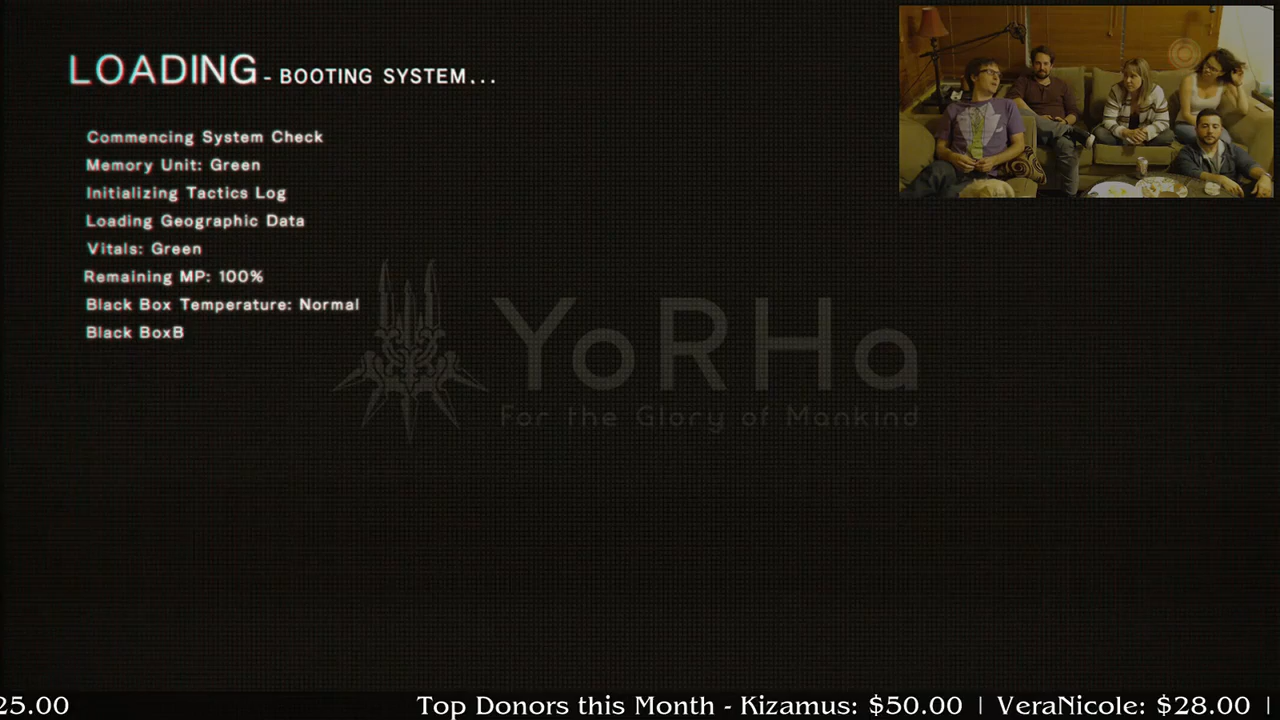 LOADING - BOOTING SYSTEM...
Commencing System Check
Memory Unit: Green
Initializing Tactics Log
Loading Geographic Data
Vitals: Green
Remaining MP: 100%
Black Box Temperature: Normal
Black BoxB
YoRHa
For the Glory of Mankind
25.00 Top Donors this Month - Kizamus: $50.00 | VeraNicole: $28.00 |